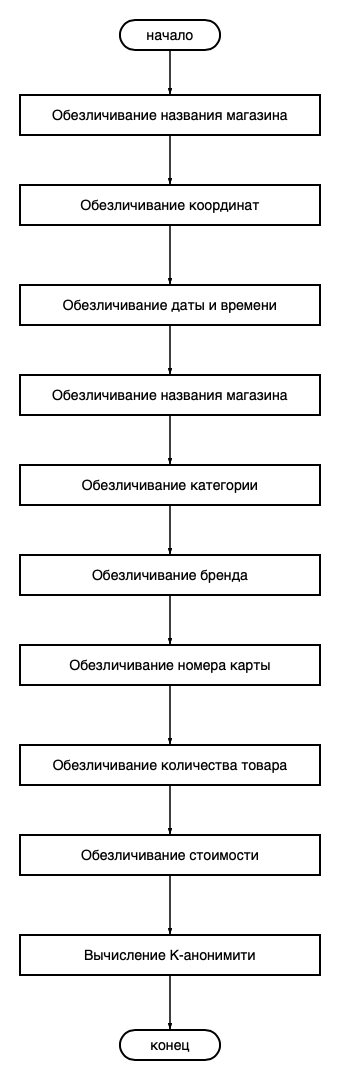 начало
Обезличивание названия магазина
Обезличивание координат
Обезличивание даты и времени
Обезличивание названия магазина
Обезличивание категории
Обезличивание бренда
Обезличивание номера карты
Обезличивание количества товара
Обезличивание стоимости
Вычисление К-анонимити
конец